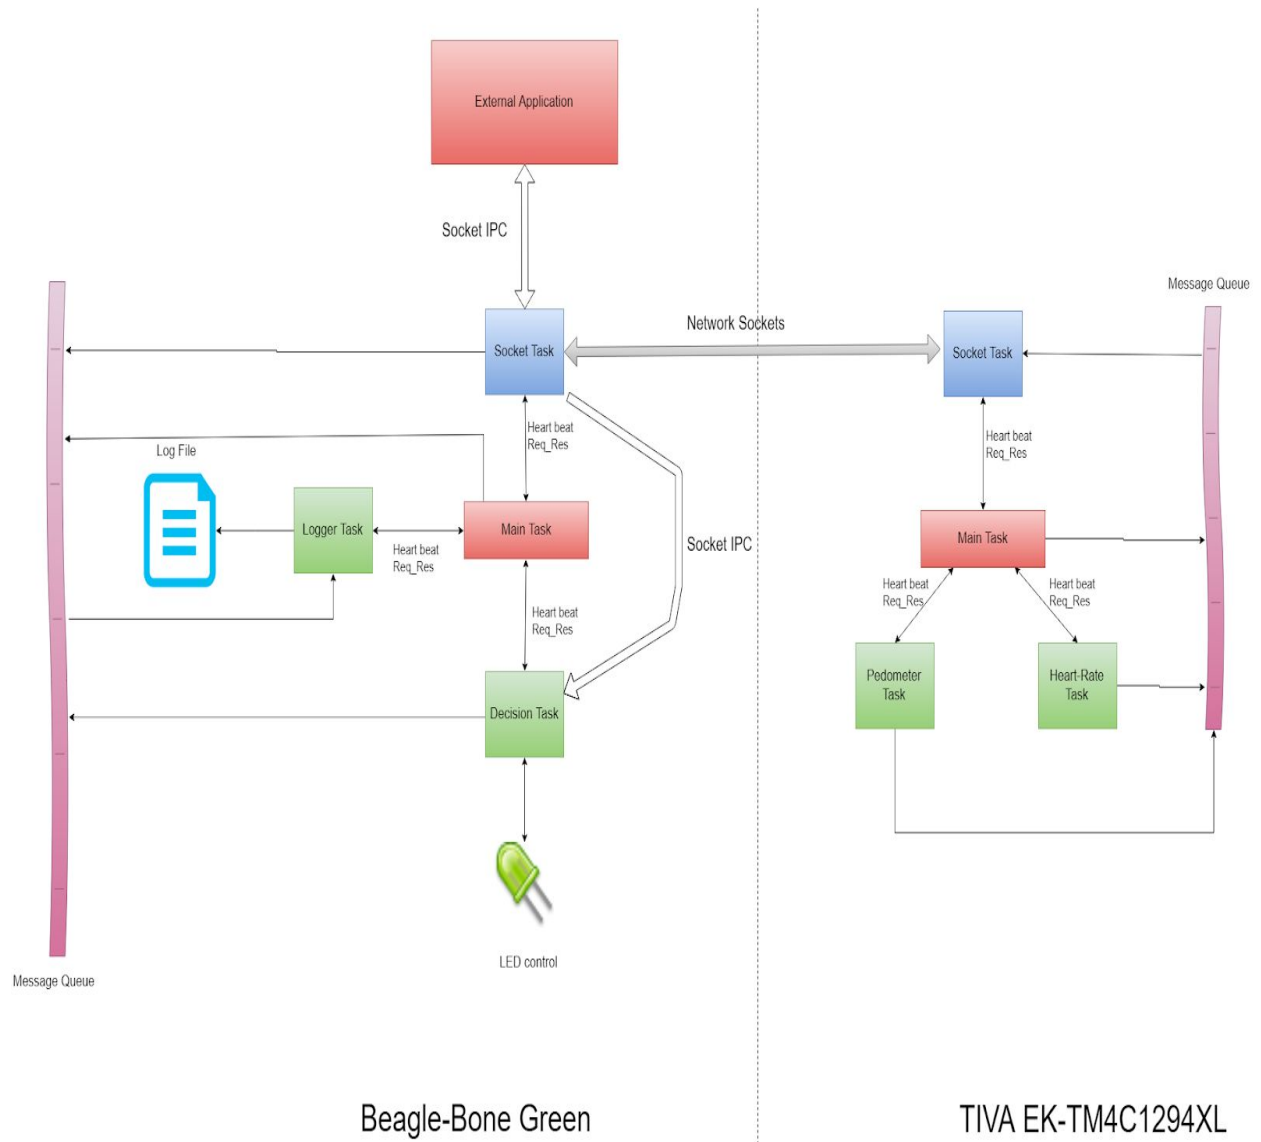 External Application
Socket IPC
Message Queue
Network Sockets
Socket Task
Socket Task
Heart beat
Req_Res
Heart beat
Req_Res
Log File
Logger Task
Main Task
Main Task
Socket IPC
Heart beat
Req_Res
Heart beat
Req_Res
Heart beat
Req_Res
Heart beat
Req_Res
Pedometer
Task
Heart-Rate
Task
Decision Task
LED control
Message Queue
Beagle-Bone Green
TIVA EK-TM4C1294XL